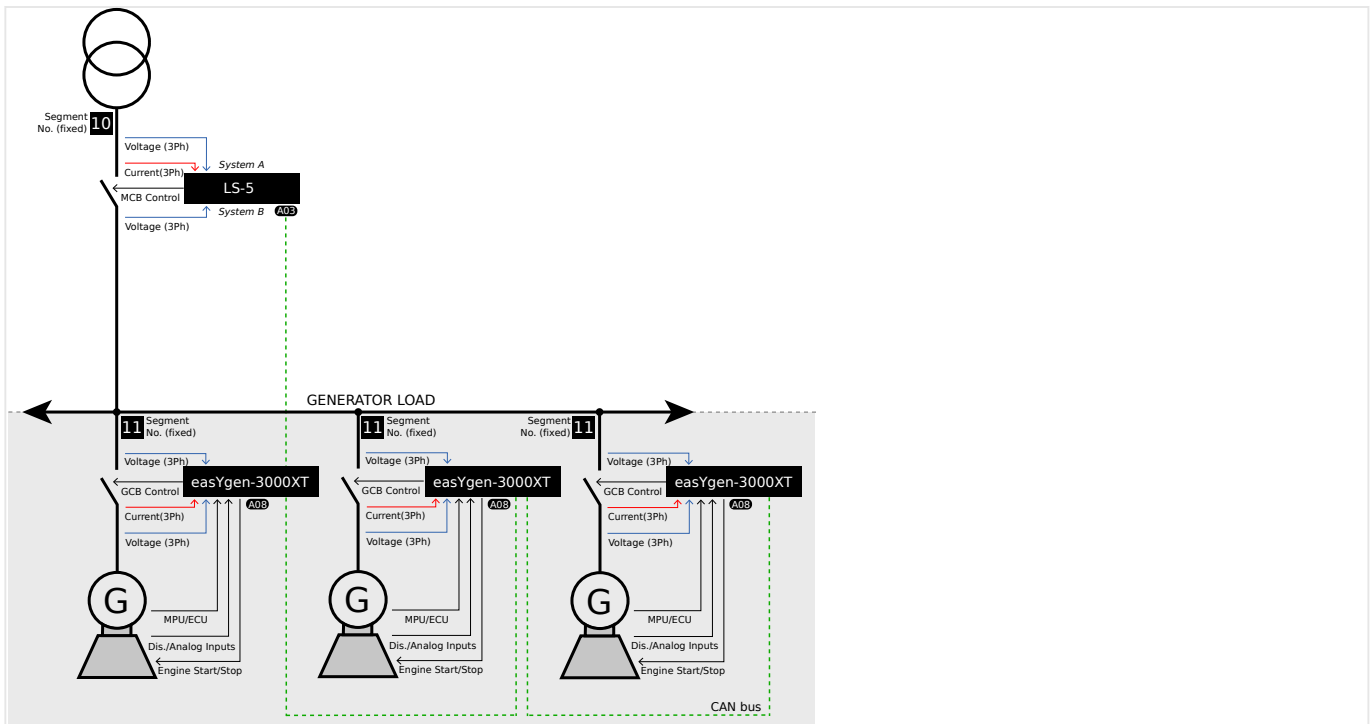 Segment
No. (fixed)
10
Voltage (3Ph)
System A
Current(3Ph)
LS-5
MCB Control
System B
A03
Voltage (3Ph)
GENERATOR LOAD
11
Segment
No. (fixed)
11
Segment
No. (fixed)
Segment
No. (fixed)
11
Voltage (3Ph)
easYgen-3000XT
GCB Control
A08
Current(3Ph)
Voltage (3Ph)
Voltage (3Ph)
easYgen-3000XT
GCB Control
A08
Current(3Ph)
Voltage (3Ph)
Voltage (3Ph)
easYgen-3000XT
GCB Control
A08
Current(3Ph)
Voltage (3Ph)
G
MPU/ECU
Dis./Analog Inputs
Engine Start/Stop
G
MPU/ECU
Dis./Analog Inputs
Engine Start/Stop
G
MPU/ECU
Dis./Analog Inputs
Engine Start/Stop
CAN bus